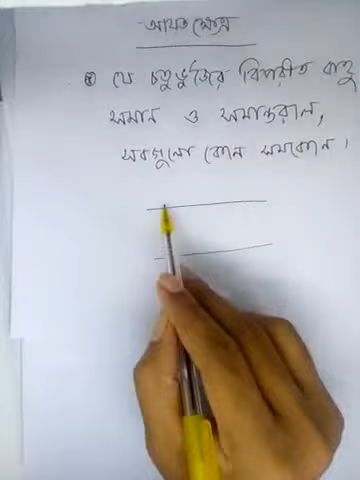 আয়তক্ষেত্র
যে চতুর্ভুজের বিপরীত বাহু
সমান ও সমান্তরাল,
সবগুলো কোন সমকোন।